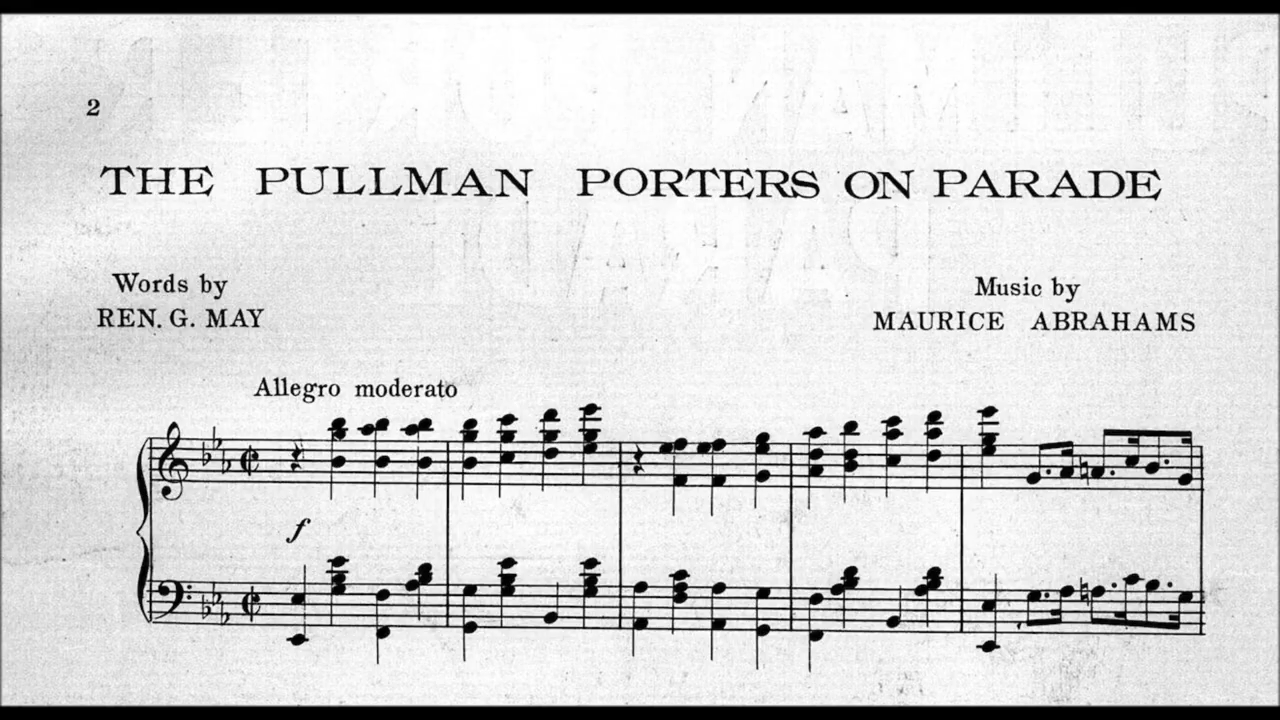 2
THE PULLMAN PORTERS ON PARADE
Words by
REN. G. MAY
Music by
MAURICE ABRAHAMS
Allegro moderato
f